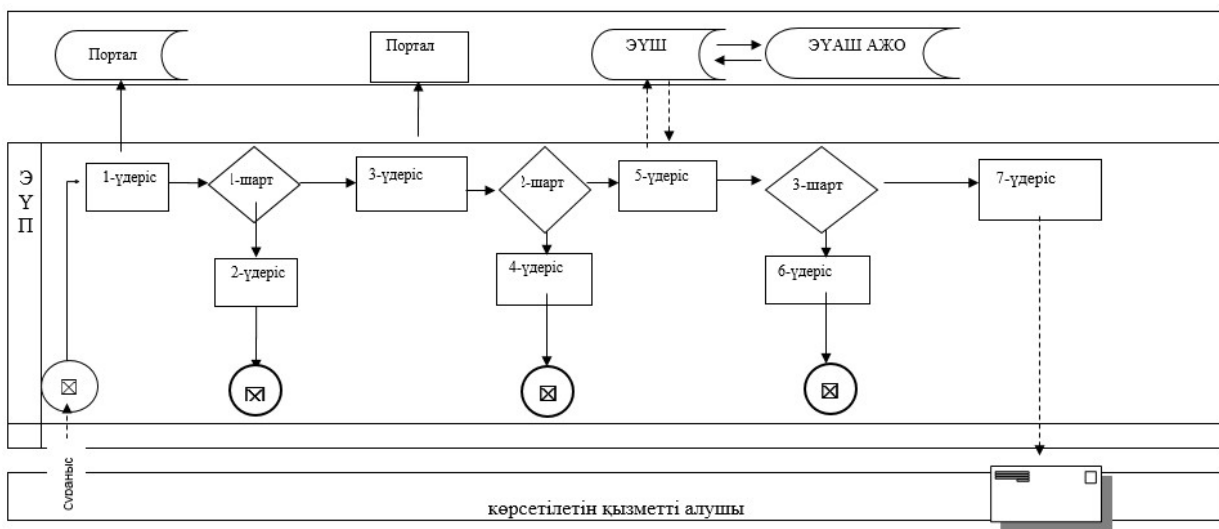 Портал
Портал
ЭҮШ
ЭҮАШ АЖО
Э
Ү
П
1-үдеріс
1-шарт
3-үдеріс
2-шарт
5-үдеріс
3-шарт
7-үдеріс
2-үдеріс
4-үдеріс
6-үдеріс
Сұраныс
көрсетілетін қызметті алушы